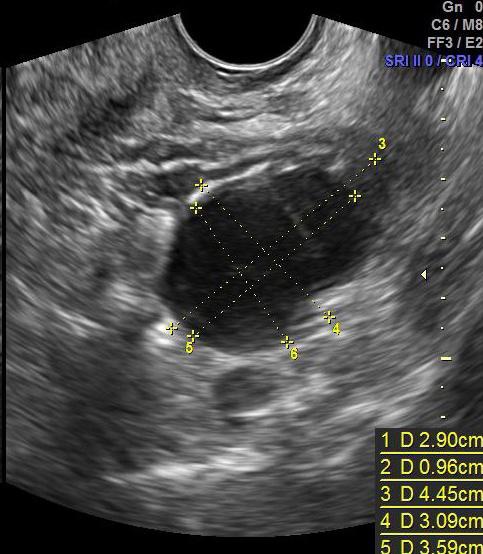 Gn 0
C6 / M8
FF3 / E2
SRI II 0 / CRI 4
3
4
5
6
1 D 2.90cm
2 D 0.96cm
3 D 4.45cm
4 D 3.09cm
5 D 3.59cm